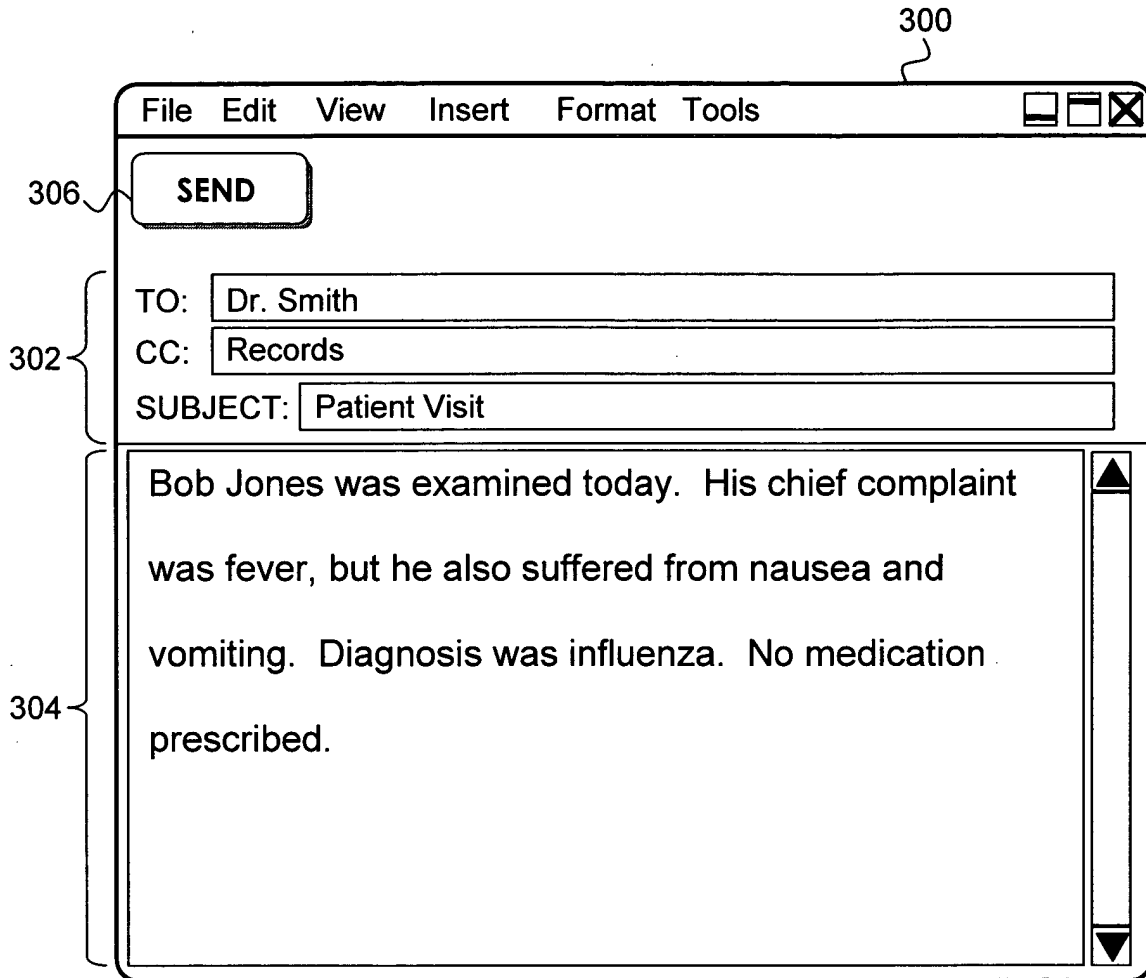 300
File Edit View Insert Format Tools
306
SEND
TO: Dr. Smith
302
CC: Records
SUBJECT: Patient Visit
Bob Jones was examined today. His chief complaint
was fever, but he also suffered from nausea and
vomiting. Diagnosis was influenza. No medication
304
prescribed.